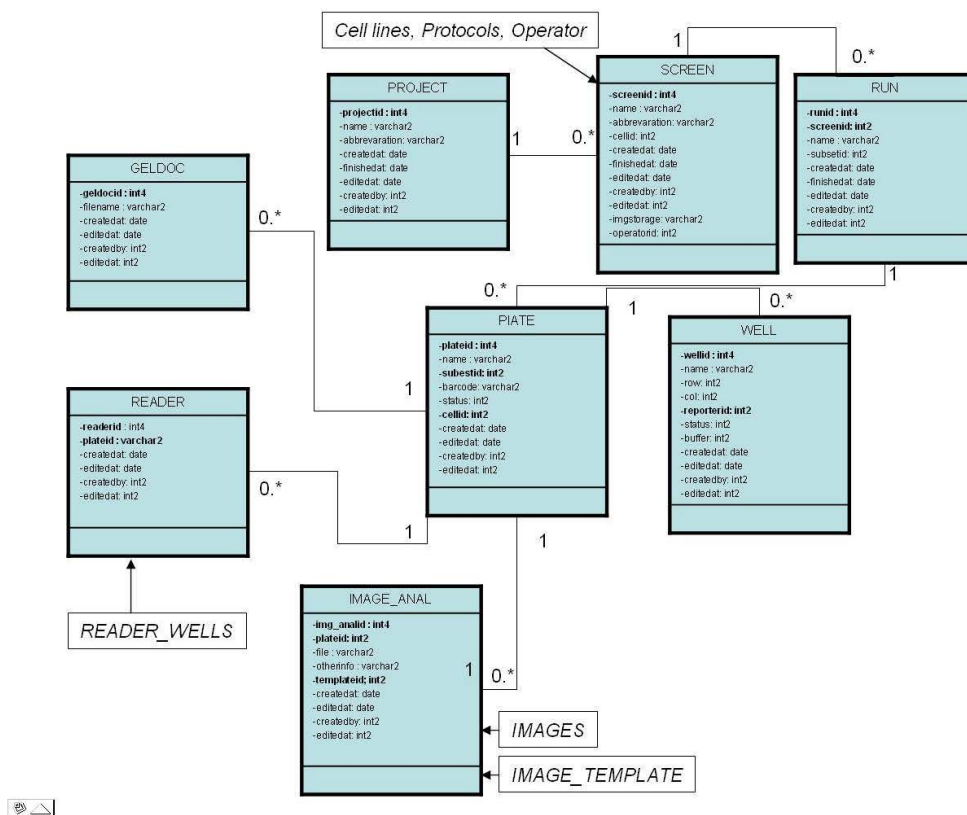 Cell lines, Protocols, Operator
1
0.*
PROJECT
-projectid : int4
-name : varchar2
-abbrevaration: varchar2
-createdat: date
-finishedat: date
-editedat: date
-createdby: int2
-editedat: int2
1
0.*
SCREEN
-screenid : int4
-name : varchar2
-abbrevaration: varchar2
-cellid: int2
-createdat: date
-finishedat: date
-editedat: date
-createdby: int2
-editedat: int2
-imgstorage: varchar2
-operatorid: int2
RUN
-runid : int4
-screenid: int2
-name : varchar2
-subsetid: int2
-createdat: date
-finishedat: date
-editedat: date
-createdby: int2
-editedat: int2
1
GELDOC
-geldocid : int4
-filename : varchar2
-createdat: date
-editedat: date
-createdby: int2
-editedat: int2
0.*
0.*
1
0.*
PIATE
-plateid : int4
-name : varchar2
-subestid: int2
-barcode: varchar2
-status: int2
-cellid: int2
-createdat: date
-editedat: date
-createdby: int2
-editedat: int2
WELL
-wellid : int4
-name : varchar2
-row: int2
-col: int2
-reporterid: int2
-status: int2
-buffer: int2
-createdat: date
-editedat: date
-createdby: int2
-editedat: int2
1
READER
-readerid : int4
-plateid : varchar2
-createdat: date
-editedat: date
-createdby: int2
-editedat: int2
0.*
1
1
READER_WELLS
IMAGE_ANAL
-img_analid : int4
-plateid: int2
-file : varchar2
-otherinfo : varchar2
-templateid; int2
-createdat: date
-editedat: date
-createdby: int2
-editedat: int2
1
0.*
IMAGES
IMAGE_TEMPLATE